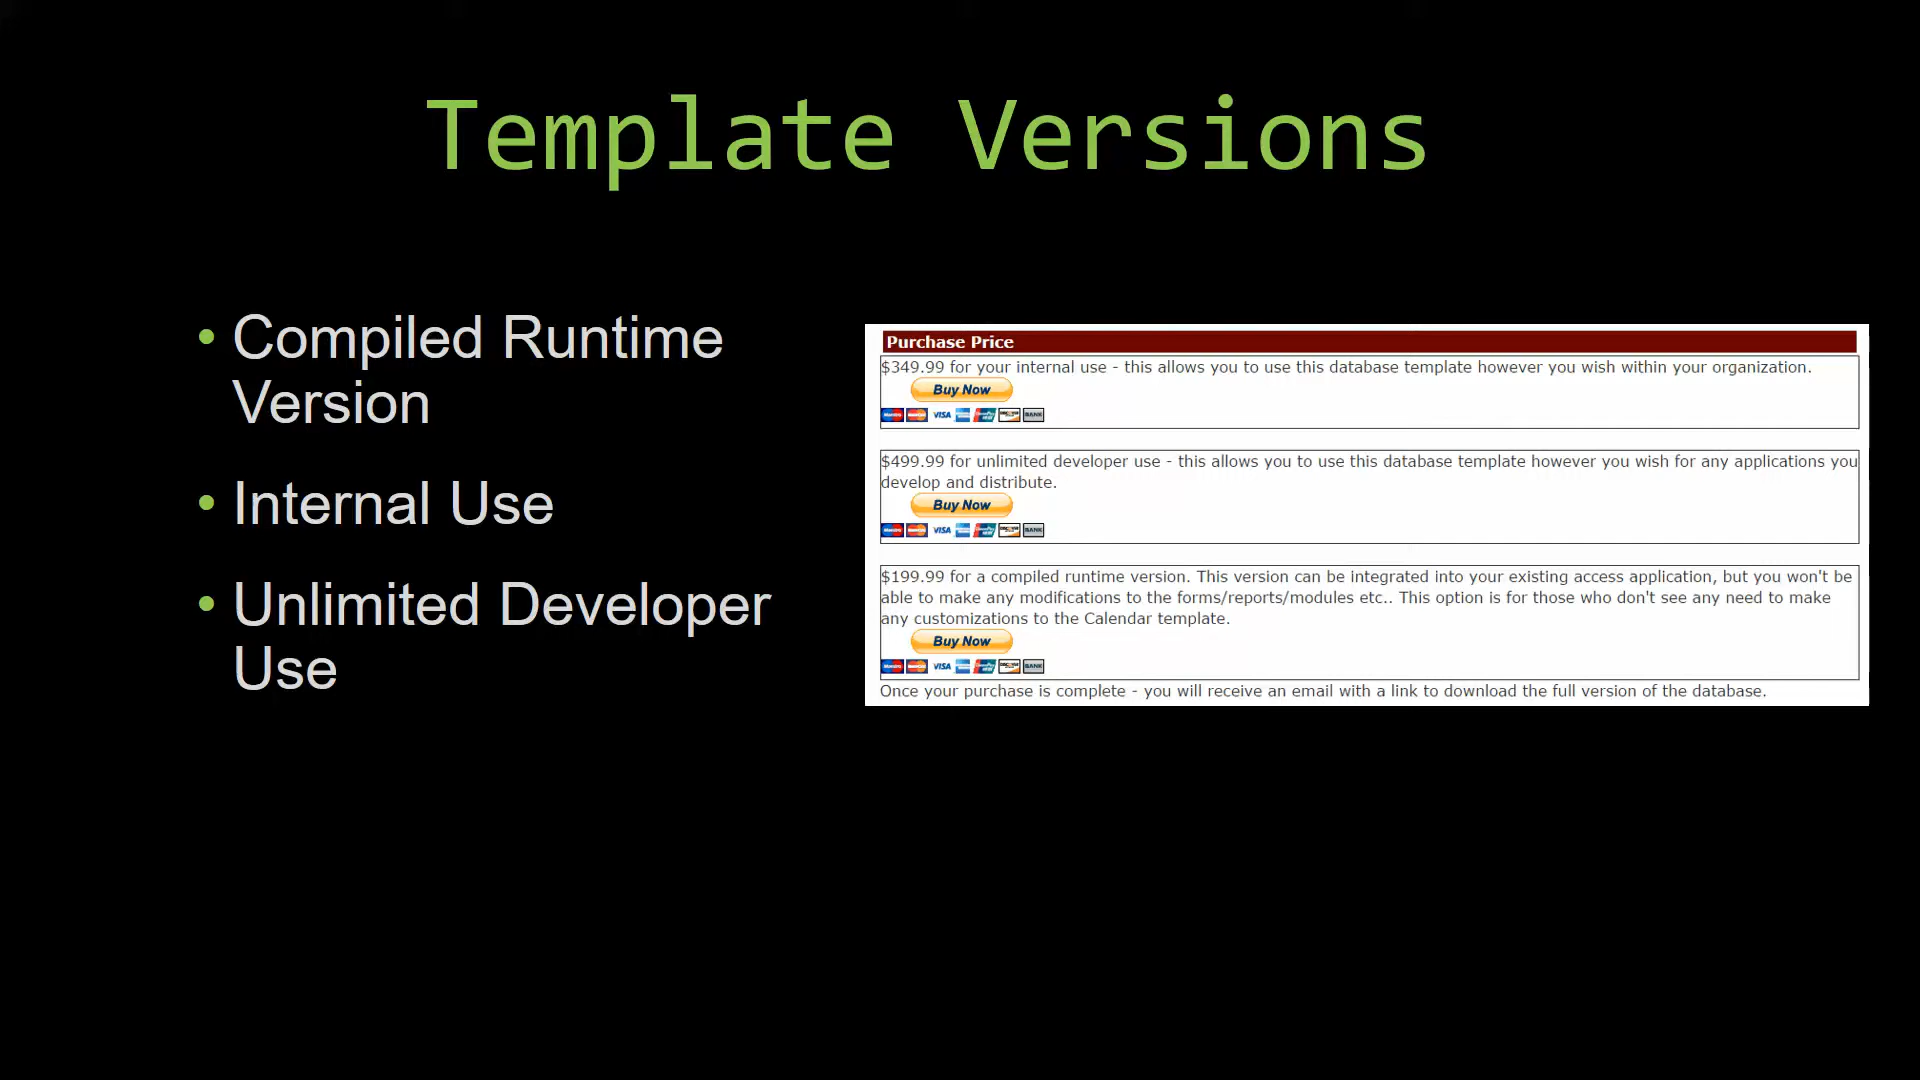 Template Versions
• Compiled Runtime
Version
• Internal Use
• Unlimited Developer
Use
Purchase Price
$349.99 for your internal use - this allows you to use this database template however you wish within your organization.
Buy Now
VISA BANK
$499.99 for unlimited developer use - this allows you to use this database template however you wish for any applications you
develop and distribute.
Buy Now
VISA BANK
$199.99 for a compiled runtime version. This version can be integrated into your existing access application, but you won't be
able to make any modifications to the forms/reports/modules etc.. This option is for those who don't see any need to make
any customizations to the Calendar template.
Buy Now
VISA BANK
Once your purchase is complete - you will receive an email with a link to download the full version of the database.